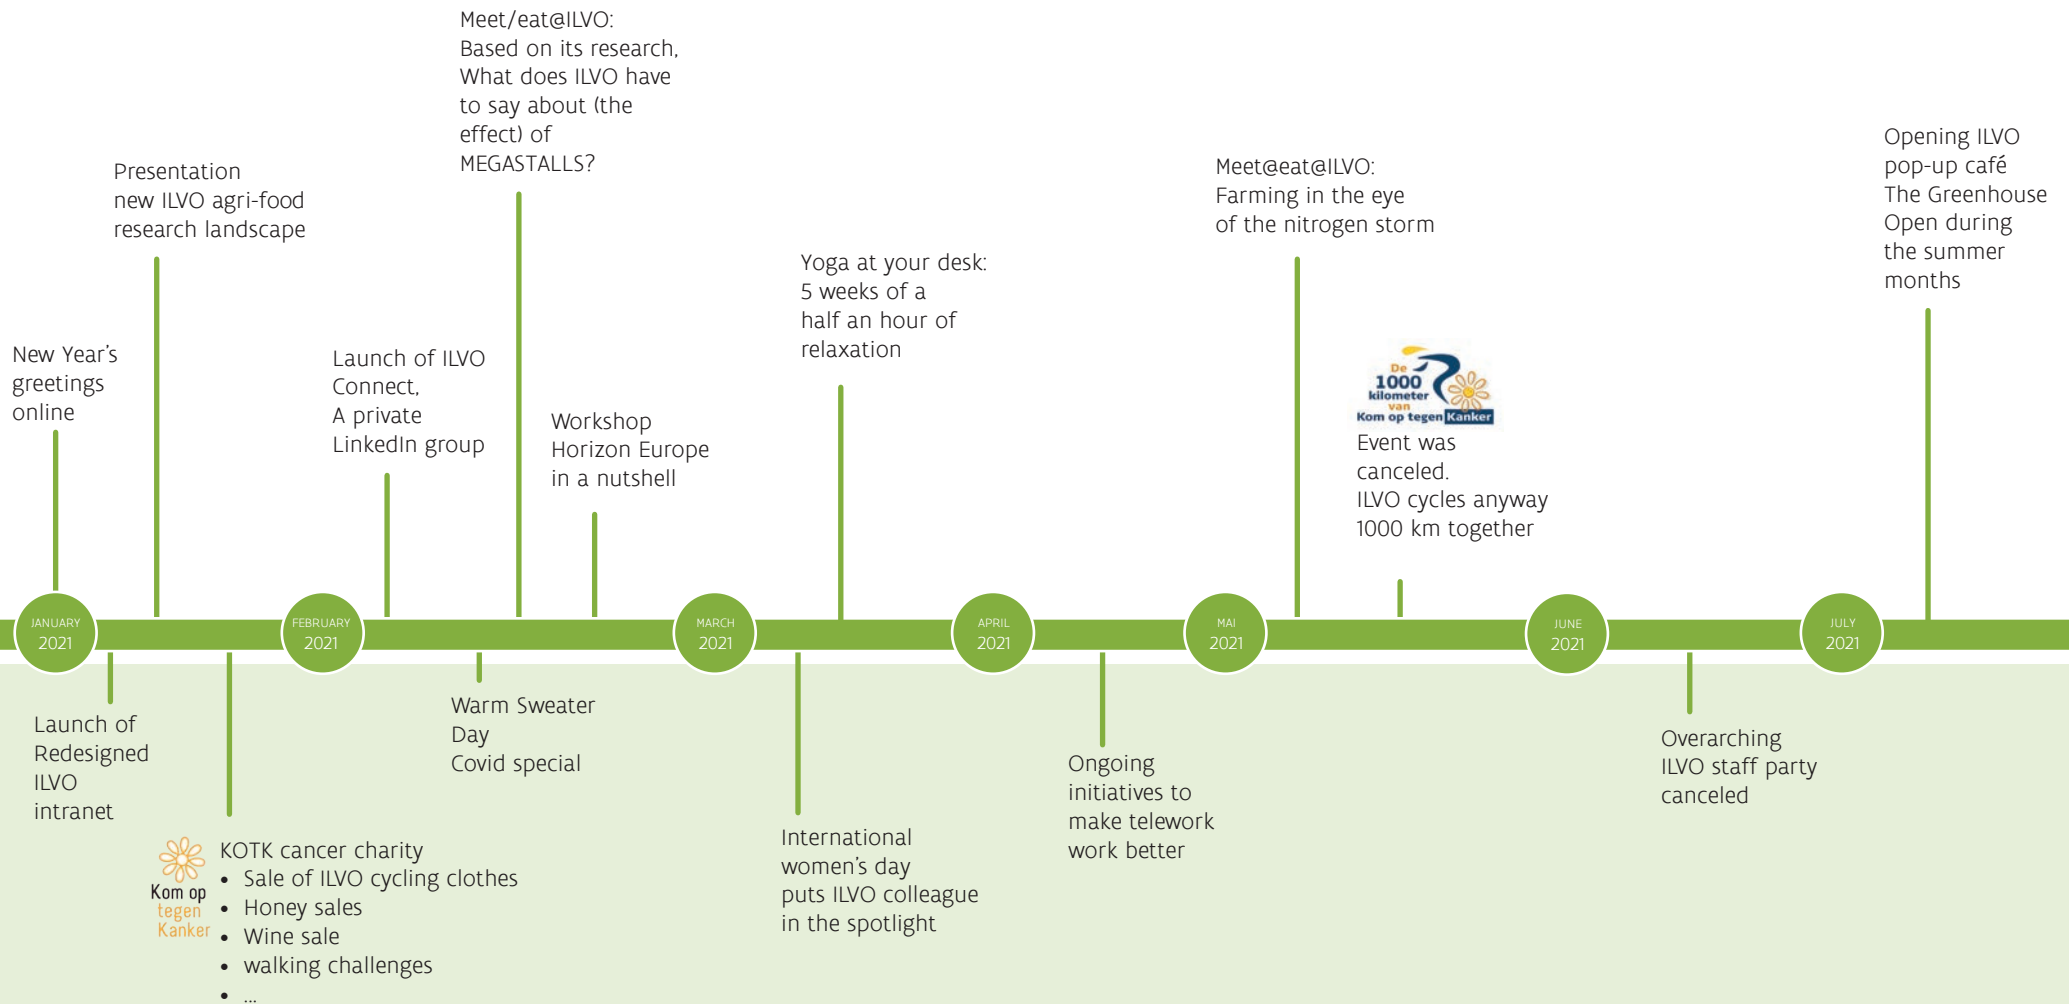 Meet/eat@ILVO:
Based on its research,
What does ILVO have
to say about (the
effect) of
MEGASTALLS?
Presentation
new ILVO agri-food
research landscape
Meet@eat@ILVO:
Farming in the eye
of the nitrogen storm
Opening ILVO
pop-up café
The Greenhouse
Open during
the summer
months
New Year's
greetings
online
Launch of ILVO
Connect,
A private
LinkedIn group
Workshop
Horizon Europe
in a nutshell
Yoga at your desk:
5 weeks of a
half an hour of
relaxation
De
1000
kilometer
van
Kom op tegen Kanker
Event was
canceled.
ILVO cycles anyway
1000 km together
JANUARY
2021
FEBRUARY
2021
MARCH
2021
APRIL
2021
MAI
2021
JUNE
2021
JULY
2021
Launch of
Redesigned
ILVO
intranet
Kom op
tegen
Kanker
KOTK cancer charity
• Sale of ILVO cycling clothes
• Honey sales
• Wine sale
• walking challenges
• ...
Warm Sweater
Day
Covid special
International
women's day
puts ILVO colleague
in the spotlight
Ongoing
initiatives to
make telework
work better
Overarching
ILVO staff party
canceled